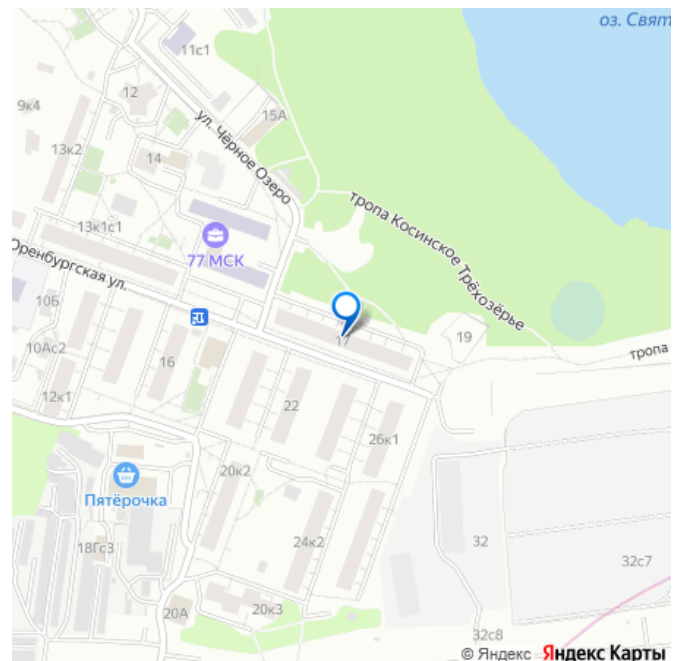 оз. Свят
11с1
12
9к4
15А
ул. Чёрное Озеро
13к2
14
тропа Косинское Трёхозёрье
13к1с1
77 МСК
Оренбургская ул.
10Б
17
19
10Ас2
16
тропа
12к1
22
26к1
20к2
Пятёрочка
18Гс3
24к2
32
32с7
20А
20к3
32с8
© Яндекс Яндекс Карты